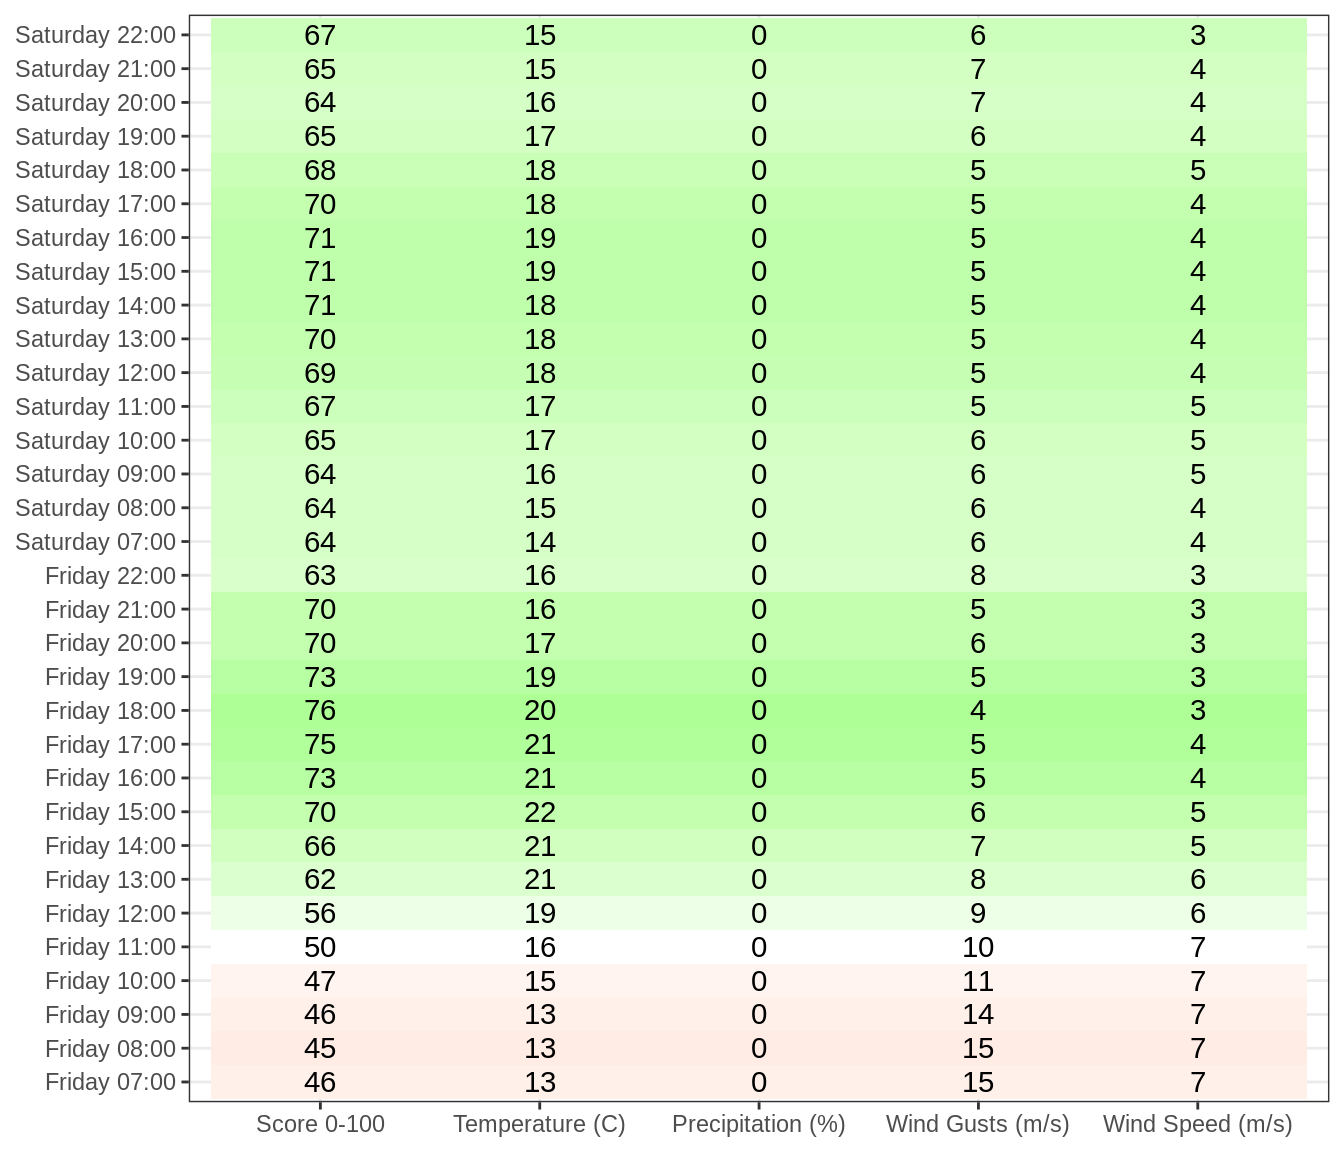 Saturday 22:00 67 15 0 6 3
Saturday 21:00 65 15 0 7 4
Saturday 20:00 64 16 0 7 4
Saturday 19:00 65 17 0 6 4
Saturday 18:00 68 18 0 5 5
Saturday 17:00 70 18 0 5 4
Saturday 16:00 71 19 0 5 4
Saturday 15:00 71 19 0 5 4
Saturday 14:00 71 18 0 5 4
Saturday 13:00 70 18 0 5 4
Saturday 12:00 69 18 0 5 4
Saturday 11:00 67 17 0 5 5
Saturday 10:00 65 17 0 6 5
Saturday 09:00 64 16 0 6 5
Saturday 08:00 64 15 0 6 4
Saturday 07:00 64 14 0 6 4
Friday 22:00 63 16 0 8 3
Friday 21:00 70 16 0 5 3
Friday 20:00 70 17 0 6 3
Friday 19:00 73 19 0 5 3
Friday 18:00 76 20 0 4 3
Friday 17:00 75 21 0 5 4
Friday 16:00 73 21 0 5 4
Friday 15:00 70 22 0 6 5
Friday 14:00 66 21 0 7 5
Friday 13:00 62 21 0 8 6
Friday 12:00 56 19 0 9 6
Friday 11:00 50 16 0 10 7
Friday 10:00 47 15 0 11 7
Friday 09:00 46 13 0 14 7
Friday 08:00 45 13 0 15 7
Friday 07:00 46 13 0 15 7
Score 0-100 Temperature (C) Precipitation (%) Wind Gusts (m/s) Wind Speed (m/s)